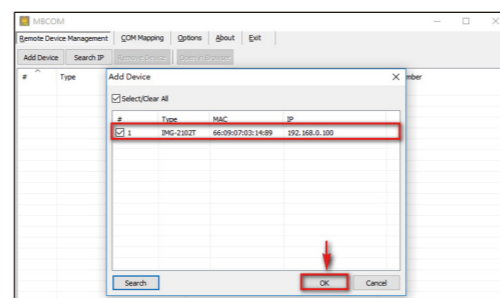 MBCOM
Remote Device Management COM Mapping Options About Exit
Add Device Search IP Remove Device Open in Browser
# Type mber
Add Device
Select/Clear All
# Type MAC IP
1 IMG-2102T 66:09:07:03:14:89 192.168.0.100
Search OK Cancel